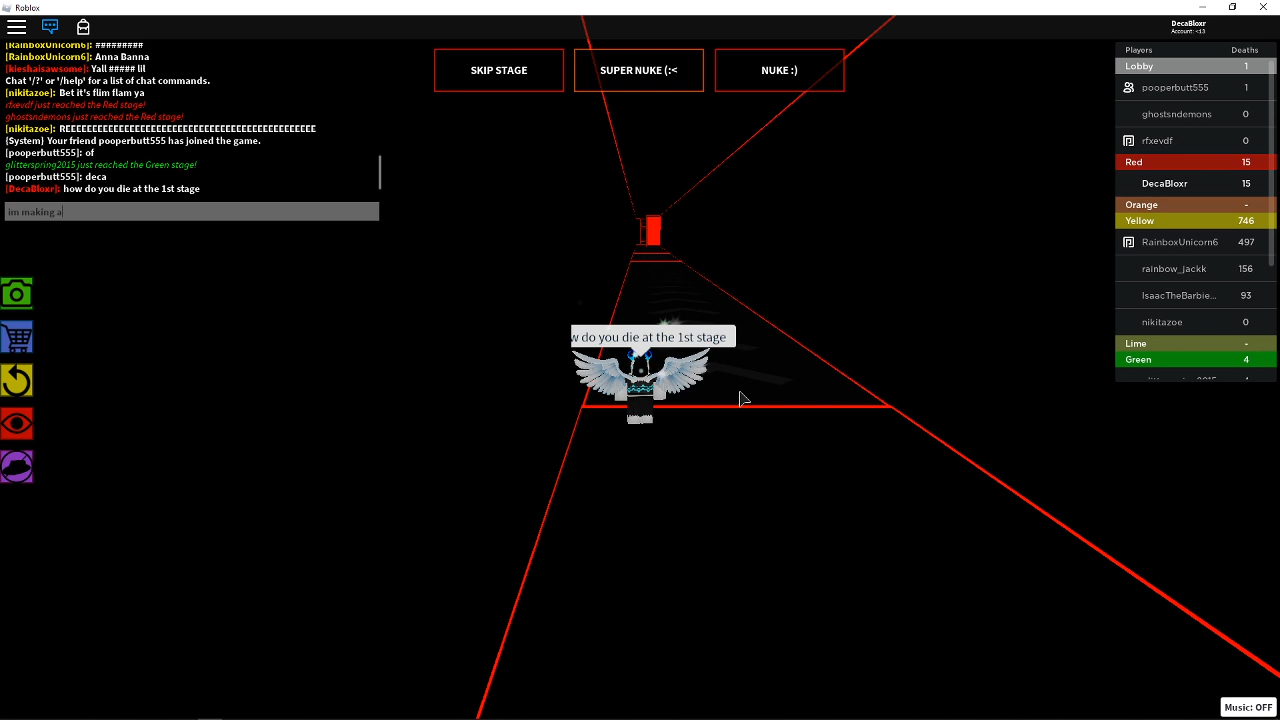 Roblox
DecaBloxr
Account: <13
[RainboxUnicorn6]: #########
[RainboxUnicorn6]: Anna Banna
[kieshaisawsome]: Yall ##### lil
Chat '/?' or '/help' for a list of chat commands.
[nikitazoe]: Bet it's flim flam ya
rfxevdf just reached the Red stage!
ghostsndemons just reached the Red stage!
{System} Your friend pooperbutt555 has joined the game.
[pooperbutt555]: of
glitterspring2015 just reached the Green stage!
[pooperbutt555]: deca
[DecaBloxr]: how do you die at the 1st stage
im making a
SKIP STAGE
SUPER NUKE (:<
NUKE :)
w do you die at the 1st stage
Players Deaths
Lobby 1
pooperbutt555 1
ghostsndemons 0
rfxevdf 0
Red 15
DecaBloxr 15
Orange -
Yellow 746
RainboxUnicorn6 497
rainbow_jackk 156
IsaacTheBarbie... 93
nikitazoe 0
Lime -
Green 4
Music: OFF